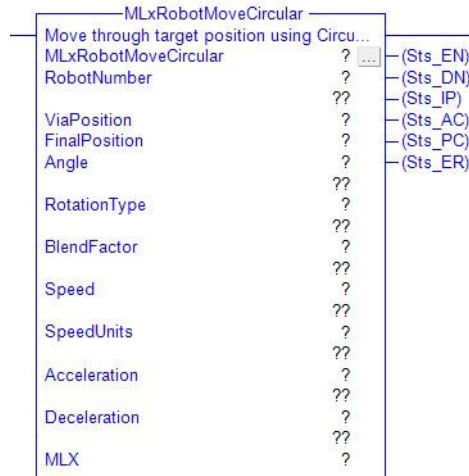 MLxRobotMoveCircular
Move through target position using Circu...
MLxRobotMoveCircular ? ... (Sts_EN)
RobotNumber ? (Sts_DN)
?? (Sts_IP)
ViaPosition ? (Sts_AC)
FinalPosition ? (Sts_PC)
Angle ? (Sts_ER)
??
RotationType ?
??
BlendFactor ?
??
Speed ?
??
SpeedUnits ?
??
Acceleration ?
??
Deceleration ?
??
MLX ?